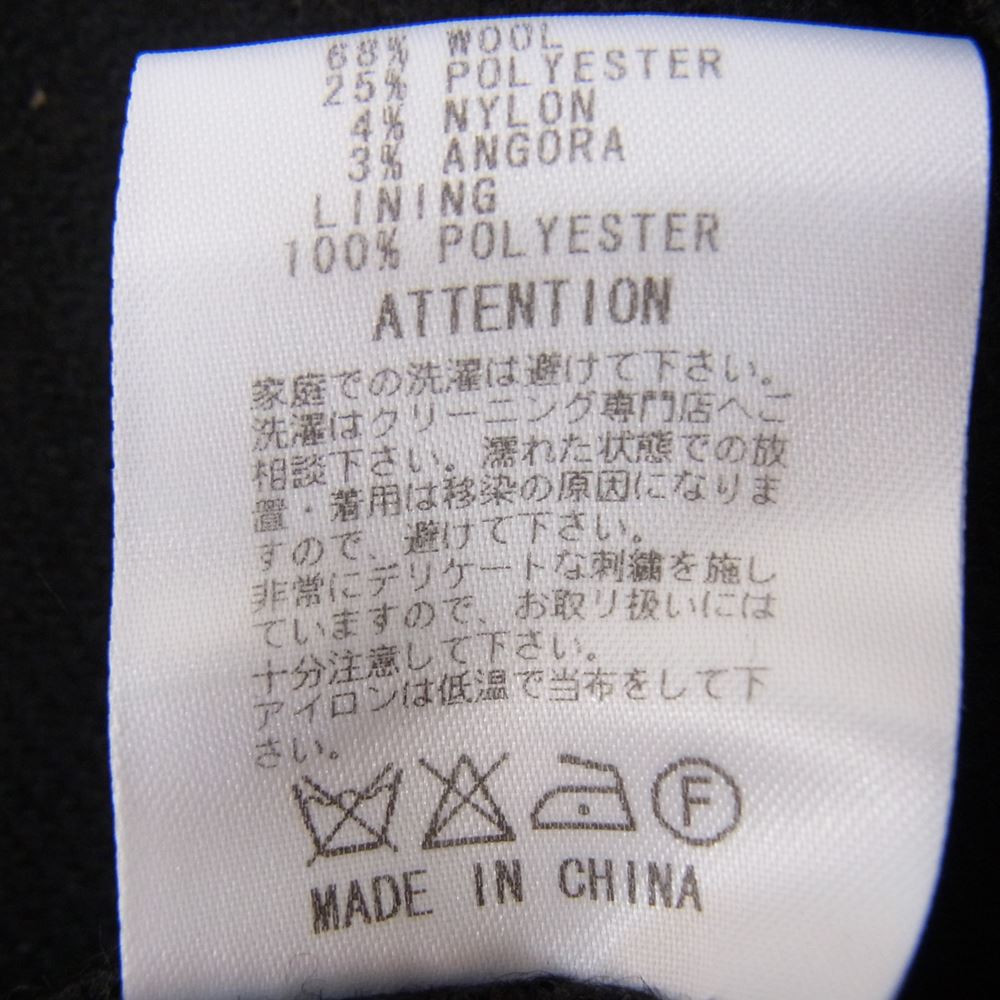 68% WOOL
25% POLYESTER
4% NYLON
3% ANGORA
LINING
100% POLYESTER
ATTENTION
家庭での洗濯は避けて下さい。
洗濯はクリーニング専門店へご
相談下さい。濡れた状態での放
置・着用は移染の原因になりま
すので、避けて下さい。
非常にデリケートな刺繍を施し
ていますので、お取り扱いには
十分注意して下さい。
アイロンは低温で当布をして下
さい。
F
MADE IN CHINA